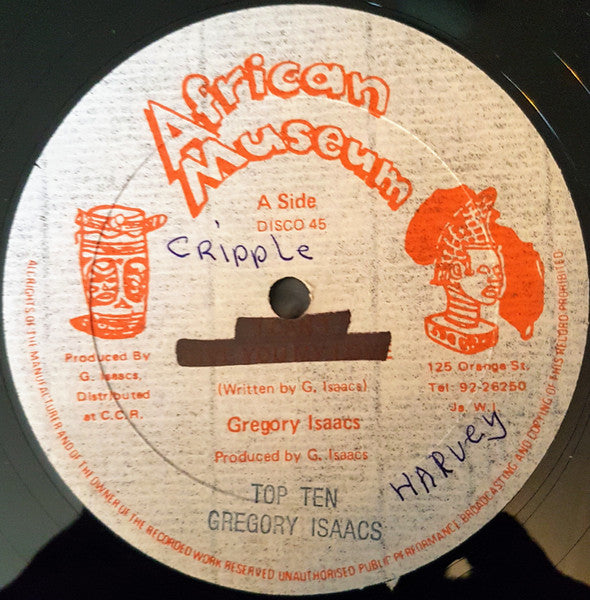 African
Museum
A Side
DISCO 45
CRippLe
Produced By
G. Isaacs,
Distributed
at C.C.R.
125 Orange St.
Tel: 92-26250
Ja. W.I.
(Written by G. Isaacs)
Gregory Isaacs
Produced by G. Isaacs
HARVey
TOP TEN
GREGORY ISAACS
ALL RIGHTS OF THE MANUFACTURER AND OF THE OWNER OF THE RECORDED WORK RESERVED UNAUTHORISED PUBLIC PERFORMANCE BROADCASTING AND COPYING OF THIS RECORD PROHIBITED